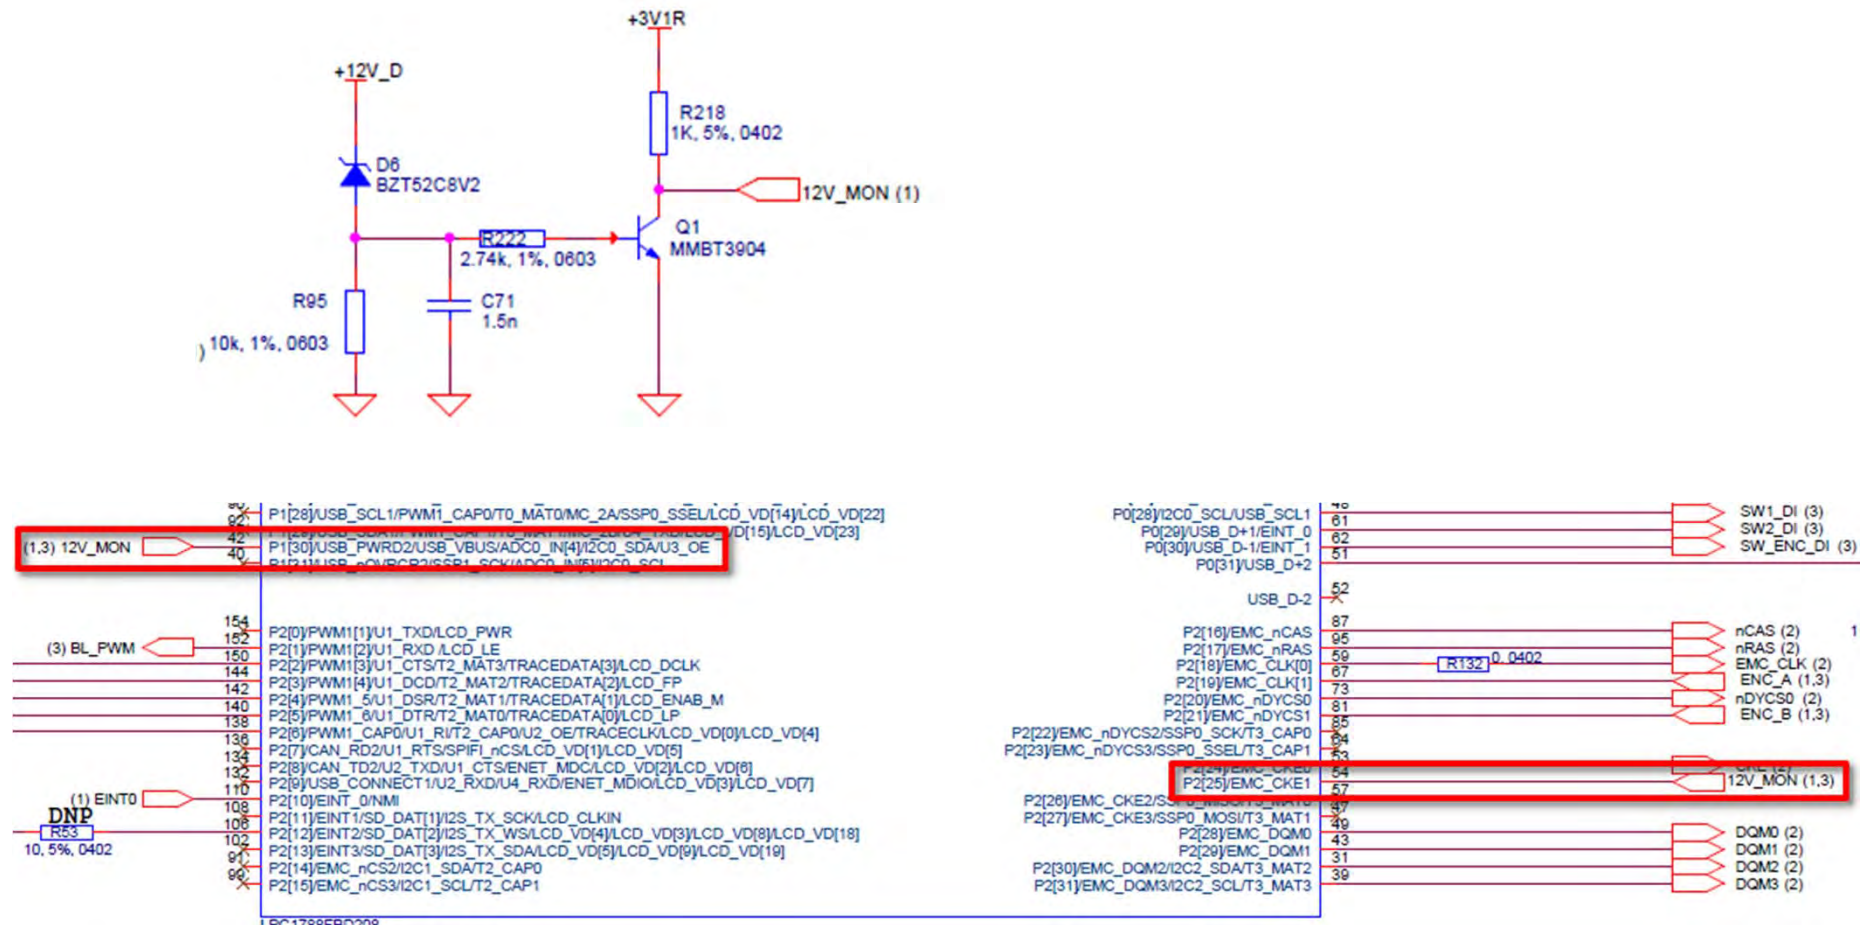 +3V1R
+12V_D
R218
1K, 5%, 0402
D6
BZT52C8V2
12V_MON (1)
Q1
MMBT3904
R222
2.74k, 1%, 0603
R95
10k, 1%, 0603
)
C71
1.5n
P1[28]/USB_SCL1/PWM1_CAP0/T0_MAT0/MC_2A/SSP0_SSEL/LCD_VD[14]/LCD_VD[22]
92
42
(1,3) 12V_MON
P1[30]/USB_PWRD2/USB_VBUS/ADC0_IN[4]/I2C0_SDA/U3_OE
40
154
P2[0]/PWM1[1]/U1_TXD/LCD_PWR
152
(3) BL_PWM
P2[1]/PWM1[2]/U1_RXD /LCD_LE
150
P2[2]/PWM1[3]/U1_CTS/T2_MAT3/TRACEDATA[3]/LCD_DCLK
144
P2[3]/PWM1[4]/U1_DCD/T2_MAT2/TRACEDATA[2]/LCD_FP
142
P2[4]/PWM1_5/U1_DSR/T2_MAT1/TRACEDATA[1]/LCD_ENAB_M
140
P2[5]/PWM1_6/U1_DTR/T2_MAT0/TRACEDATA[0]/LCD_LP
138
P2[6]/PWM1_CAP0/U1_RI/T2_CAP0/U2_OE/TRACECLK/LCD_VD[0]/LCD_VD[4]
136
P2[7]/CAN_RD2/U1_RTS/SPIFI_nCS/LCD_VD[1]/LCD_VD[5]
134
P2[8]/CAN_TD2/U2_TXD/U1_CTS/ENET_MDC/LCD_VD[2]/LCD_VD[6]
132
P2[9]/USB_CONNECT1/U2_RXD/U4_RXD/ENET_MDIO/LCD_VD[3]/LCD_VD[7]
110
(1) EINT0
P2[10]/EINT_0/NMI
108
P2[11]/EINT1/SD_DAT[1]/I2S_TX_SCK/LCD_CLKIN
DNP
R53
10, 5%, 0402
106
P2[12]/EINT2/SD_DAT[2]/I2S_TX_WS/LCD_VD[4]/LCD_VD[3]/LCD_VD[8]/LCD_VD[18]
102
P2[13]/EINT3/SD_DAT[3]/I2S_TX_SDA/LCD_VD[5]/LCD_VD[9]/LCD_VD[19]
91
P2[14]/EMC_nCS2/I2C1_SDA/T2_CAP0
99
P2[15]/EMC_nCS3/I2C1_SCL/T2_CAP1
P0[28]/I2C0_SCL/USB_SCL1
SW1_DI (3)
61
P0[29]/USB_D+1/EINT_0
SW2_DI (3)
62
P0[30]/USB_D-1/EINT_1
SW_ENC_DI (3)
51
P0[31]/USB_D+2
52
USB_D-2
87
P2[16]/EMC_nCAS
nCAS (2)
1
95
P2[17]/EMC_nRAS
nRAS (2)
59
P2[18]/EMC_CLK[0]
R132
0, 0402
EMC_CLK (2)
67
P2[19]/EMC_CLK[1]
ENC_A (1,3)
73
P2[20]/EMC_nDYCS0
nDYCS0 (2)
81
P2[21]/EMC_nDYCS1
ENC_B (1,3)
85
P2[22]/EMC_nDYCS2/SSP0_SCK/T3_CAP0
64
P2[23]/EMC_nDYCS3/SSP0_SSEL/T3_CAP1
53
P2[24]/EMC_CKE0
54
P2[25]/EMC_CKE1
12V_MON (1,3)
57
P2[26]/EMC_CKE2/SSP0_MISO/T3_MAT0
47
P2[27]/EMC_CKE3/SSP0_MOSI/T3_MAT1
49
P2[28]/EMC_DQM0
DQM0 (2)
43
P2[29]/EMC_DQM1
DQM1 (2)
31
P2[30]/EMC_DQM2/I2C2_SDA/T3_MAT2
DQM2 (2)
39
P2[31]/EMC_DQM3/I2C2_SCL/T3_MAT3
DQM3 (2)